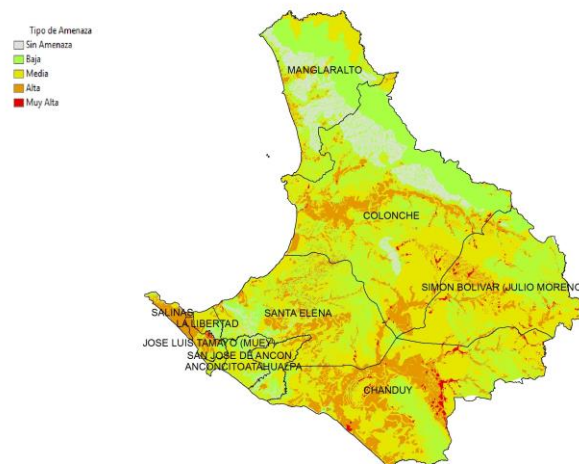 Tipo de Amenaza
Sin Amenaza
Baja
Media
Alta
Muy Alta
MANGLARALTO
COLONCHE
SIMON BOLIVAR (JULIO MORENO)
SALINAS
LA LIBERTAD
SANTA ELENA
JOSE LUIS TAMAYO (MUEY)
SAN JOSE DE ANCON
ANCONCITO
ATAHUALPA
CHANDUY